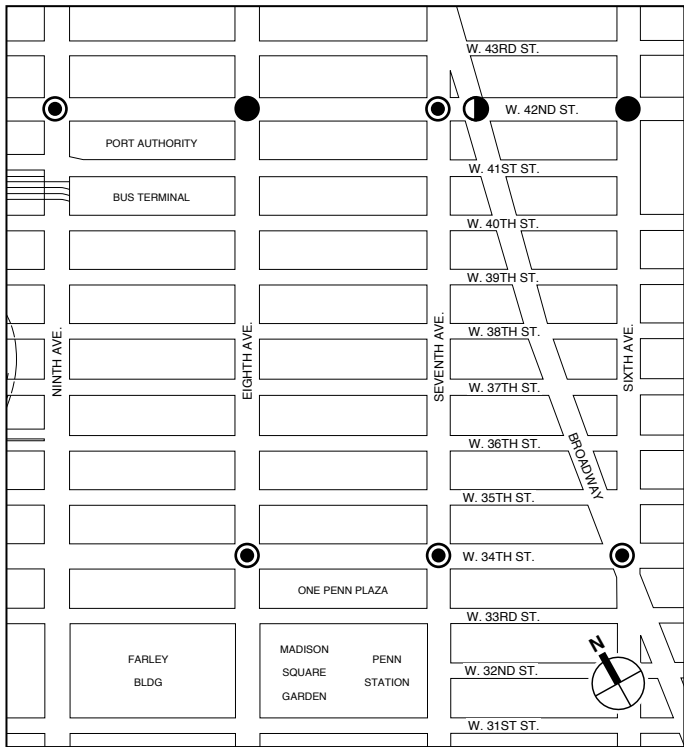 W. 43RD ST.
W. 42ND ST.
PORT AUTHORITY
W. 41ST ST.
BUS TERMINAL
W. 40TH ST.
W. 39TH ST.
W. 38TH ST.
NINTH AVE.
EIGHTH AVE.
SEVENTH AVE.
SIXTH AVE.
W. 37TH ST.
W. 36TH ST.
BROADWAY
W. 35TH ST.
W. 34TH ST.
ONE PENN PLAZA
W. 33RD ST.
FARLEY
BLDG
MADISON
SQUARE
GARDEN
PENN
STATION
N
W. 32ND ST.
W. 31ST ST.